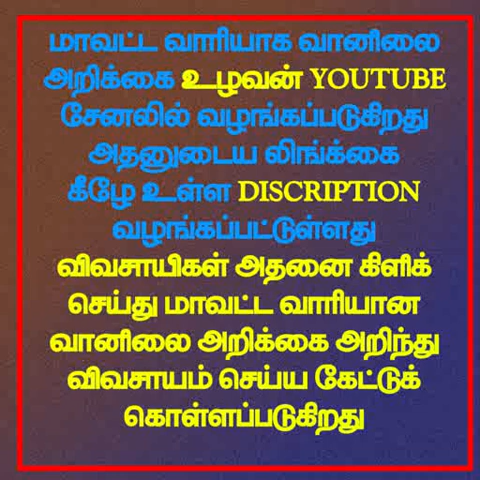 மாவட்ட வாரியாக வானிலை
அறிக்கை உழவன் YOUTUBE
சேனலில் வழங்கப்படுகிறது
அதனுடைய லிங்க்கை
கீழே உள்ள DISCRIPTION
வழங்கப்பட்டுள்ளது
விவசாயிகள் அதனை கிளிக்
செய்து மாவட்ட வாரியான
வானிலை அறிக்கை அறிந்து
விவசாயம் செய்ய கேட்டுக்
கொள்ளப்படுகிறது